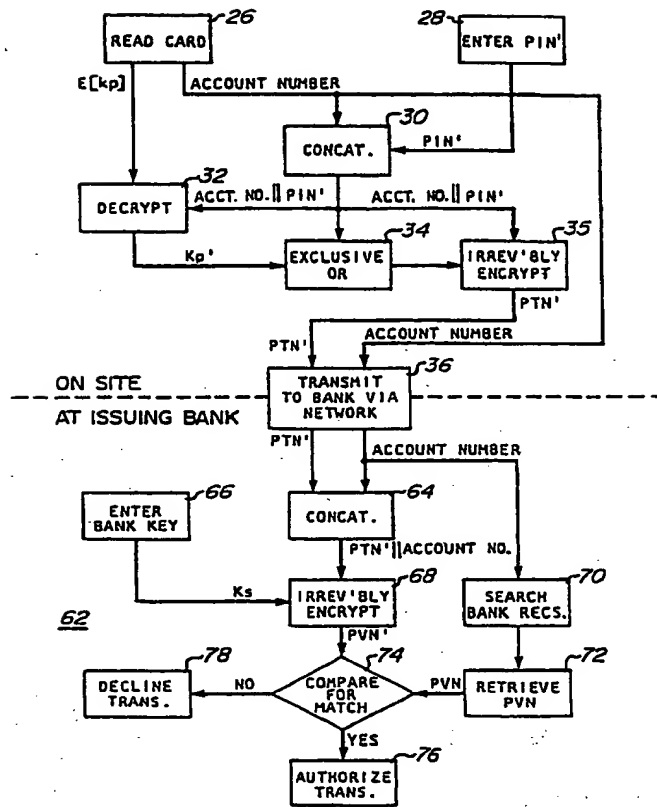 26
READ CARD
28
ENTER PIN'
E[kp]
ACCOUNT NUMBER
30
CONCAT.
PIN'
32
DECRYPT
ACCT. NO.||PIN'
ACCT. NO.||PIN'
34
EXCLUSIVE
OR
35
IRREV'BLY
ENCRYPT
Kp'
PTN'
PTN'
ACCOUNT NUMBER
36
TRANSMIT
TO BANK VIA
NETWORK
ON SITE
AT ISSUING BANK
PTN'
ACCOUNT NUMBER
66
ENTER
BANK KEY
64
CONCAT.
PTN'||ACCOUNT NO.
68
IRREV'BLY
ENCRYPT
Ks
70
SEARCH
BANK RECS.
62
PVN'
78
DECLINE
TRANS.
NO
74
COMPARE
FOR
MATCH
PVN
72
RETRIEVE
PVN
YES
76
AUTHORIZE
TRANS.